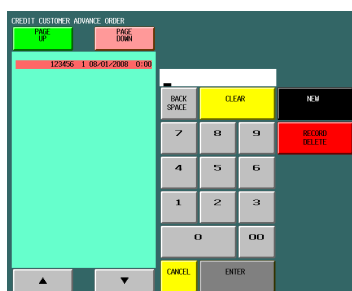 CREDIT CUSTOMER ADVANCE ORDER
PAGE
UP
PAGE
DOWN
123456 1 08/01/2008 0:00
BACK
SPACE
CLEAR
NEW
7
8
9
RECORD
DELETE
4
5
6
1
2
3
0
00
CANCEL
ENTER